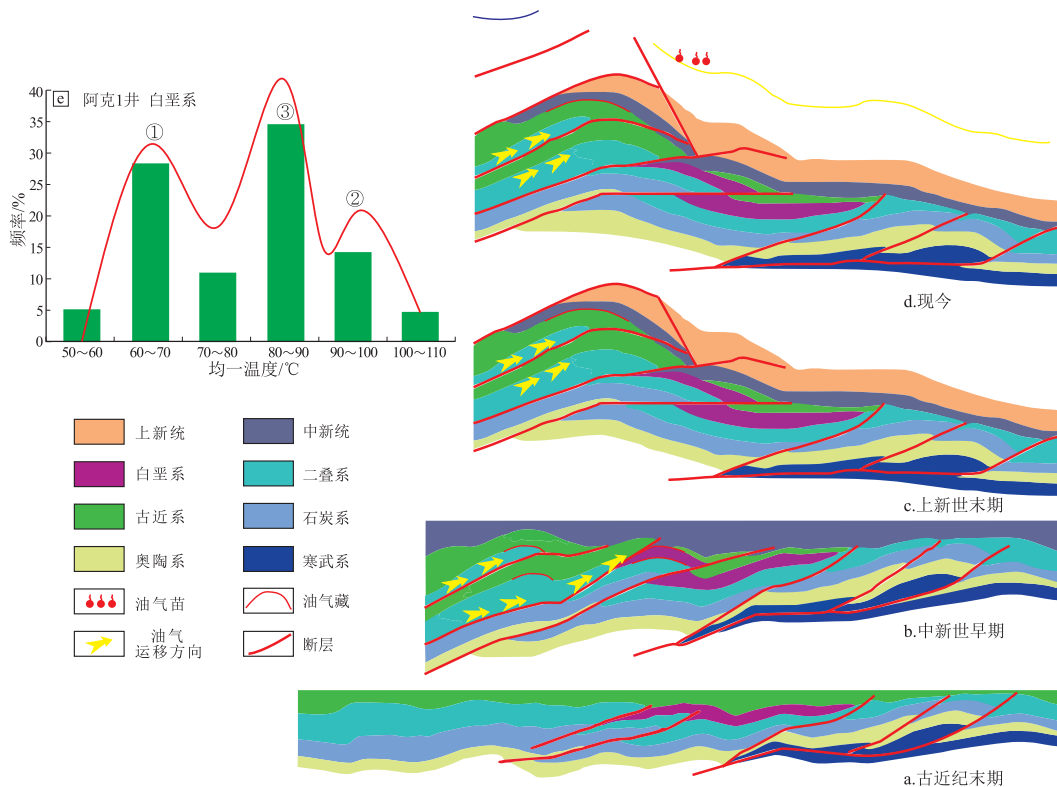 e 阿克1井 白垩系
频率/%
40
35
30
25
20
15
10
5
0
①
③
②
50~60 60~70 70~80 80~90 90~100 100~110
均一温度/℃
上新统 中新统
白垩系 二叠系
古近系 石炭系
奥陶系 寒武系
油气苗 油气藏
油气
运移方向
断层
d.现今
c.上新世末期
b.中新世早期
a.古近纪末期